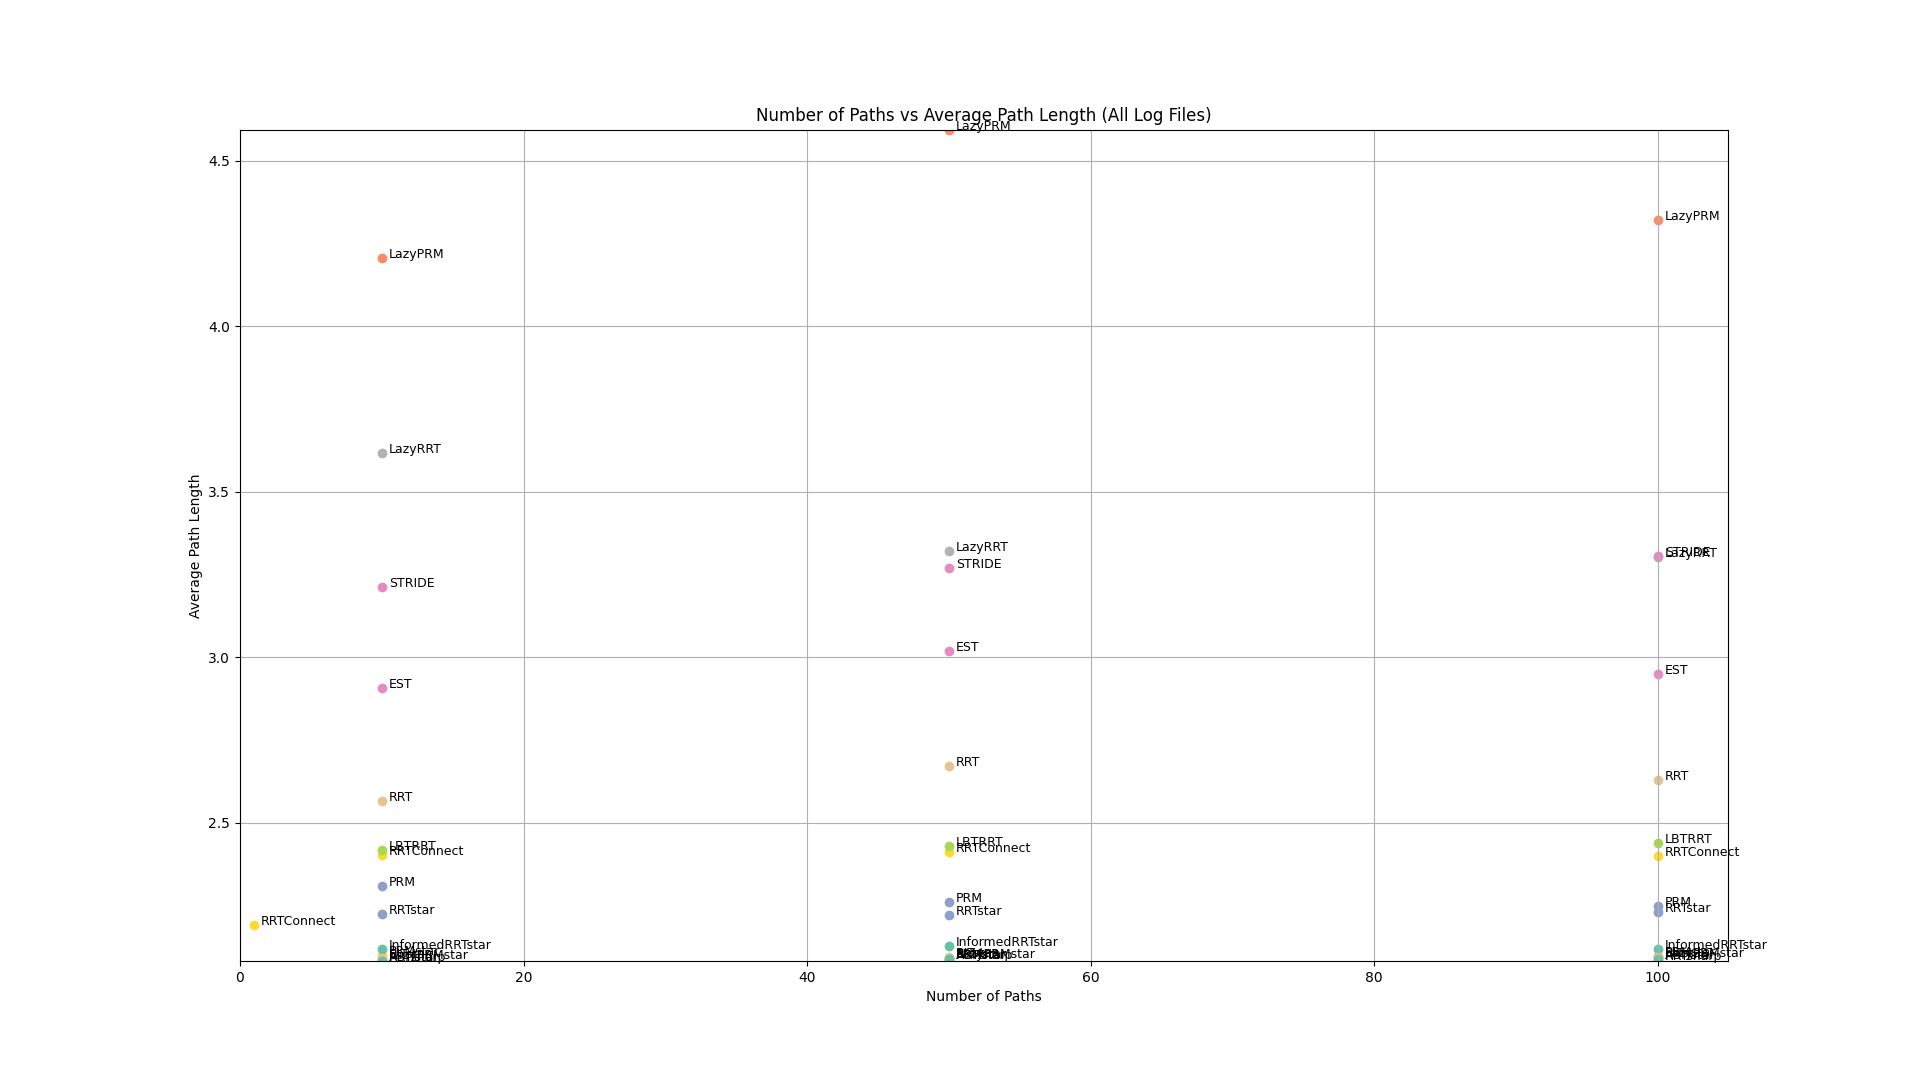 Number of Paths vs Average Path Length (All Log Files)
LazyPRM
4.5
LazyPRM
LazyPRM
4.0
LazyRRT
3.5
Average Path Length
LazyRRT
STRIDE
LazyRRT
STRIDE
STRIDE
3.0
EST
EST
EST
RRT
RRT
RRT
2.5
LBTRRT
RRTConnect
LBTRRT
RRTConnect
LBTRRT
RRTConnect
PRM
PRM
PRM
RRTstar
RRTstar
RRTstar
RRTConnect
InformedRRTstar
InformedRRTstar
InformedRRTstar
0
20
40
60
80
100
Number of Paths